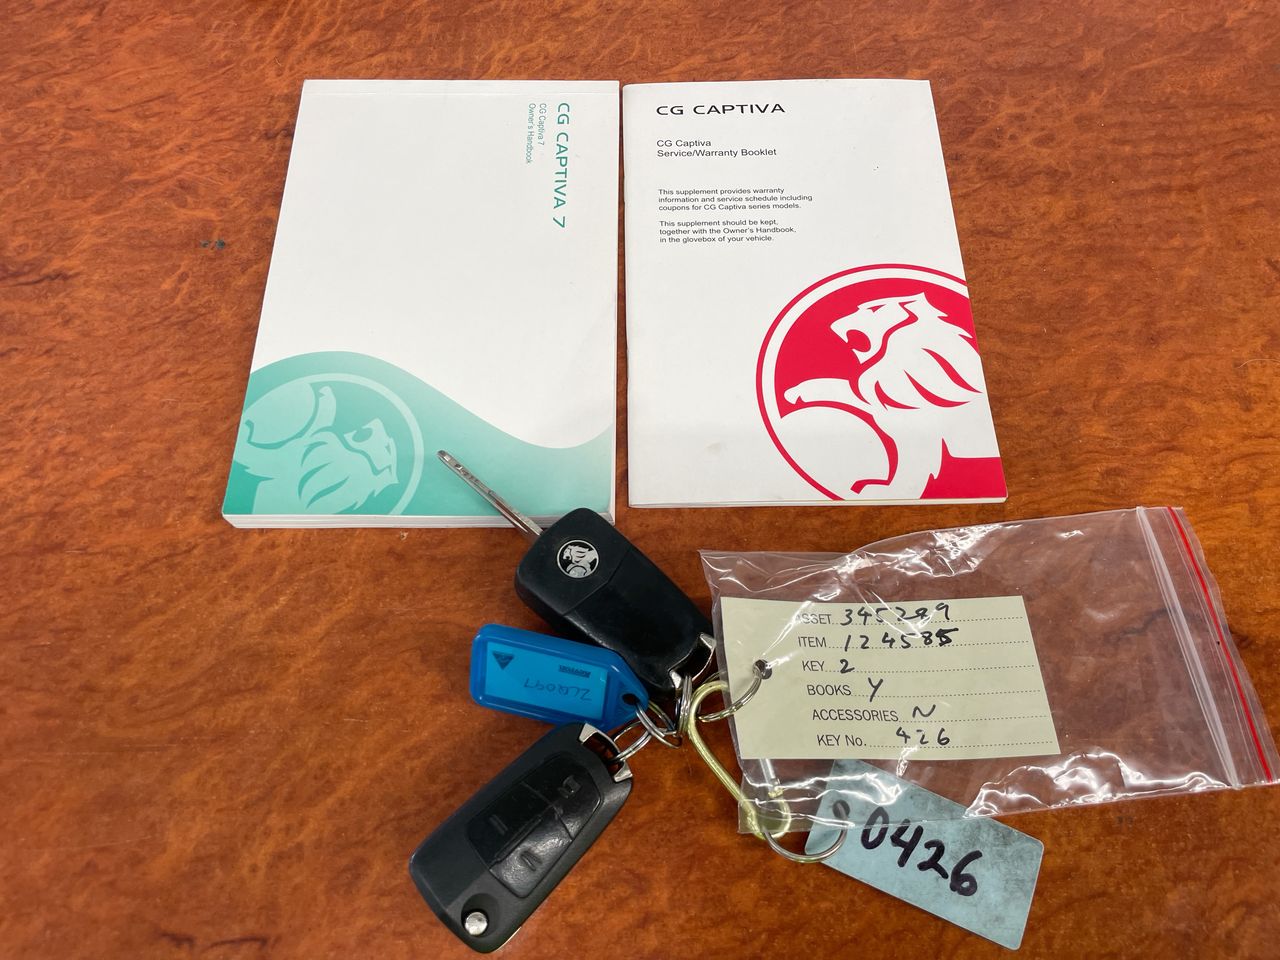 CG CAPTIVA 7
CG Captiva 7
Owner's Handbook
CG CAPTIVA
CG Captiva
Service/Warranty Booklet
This supplement provides warranty
information and service schedule including
coupons for CG Captiva series models.
This supplement should be kept,
together with the Owner's Handbook,
in the glovebox of your vehicle.
ASSET 345299
ITEM 124585
KEY 2
BOOKS Y
ACCESSORIES N
KEY No. 426
0426